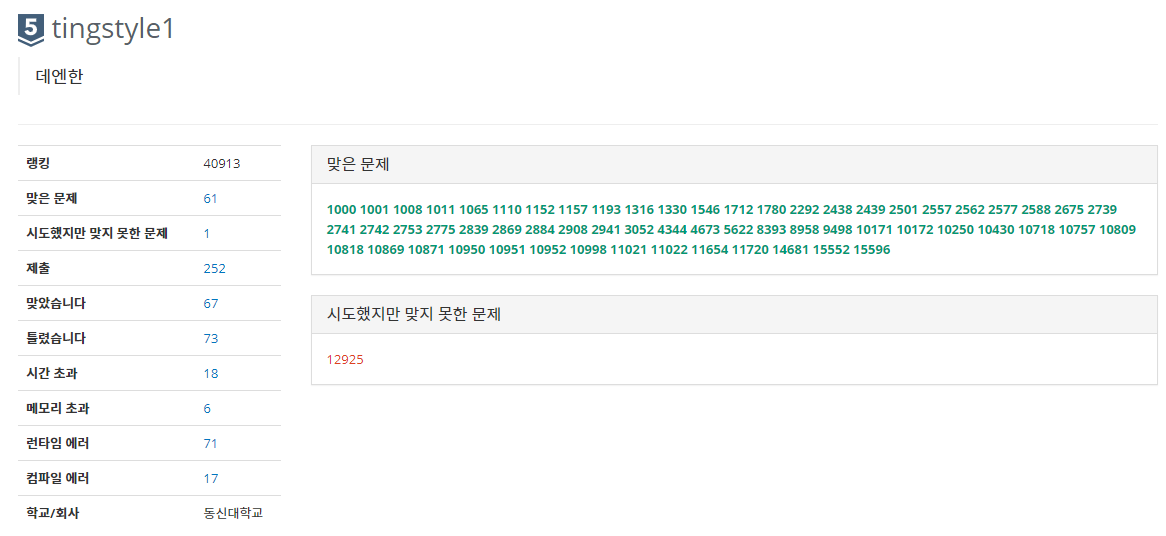 5 tingstyle1
데엔한
랭킹 40913
맞은 문제 61
시도했지만 맞지 못한 문제 1
제출 252
맞았습니다 67
틀렸습니다 73
시간 초과 18
메모리 초과 6
런타임 에러 71
컴파일 에러 17
학교/회사 동신대학교
맞은 문제
1000 1001 1008 1011 1065 1110 1152 1157 1193 1316 1330 1546 1712 1780 2292 2438 2439 2501 2557 2562 2577 2588 2675 2739
2741 2742 2753 2775 2839 2869 2884 2908 2941 3052 4344 4673 5622 8393 8958 9498 10171 10172 10250 10430 10718 10757 10809
10818 10869 10871 10950 10951 10952 10998 11021 11022 11654 11720 14681 15552 15596
시도했지만 맞지 못한 문제
12925